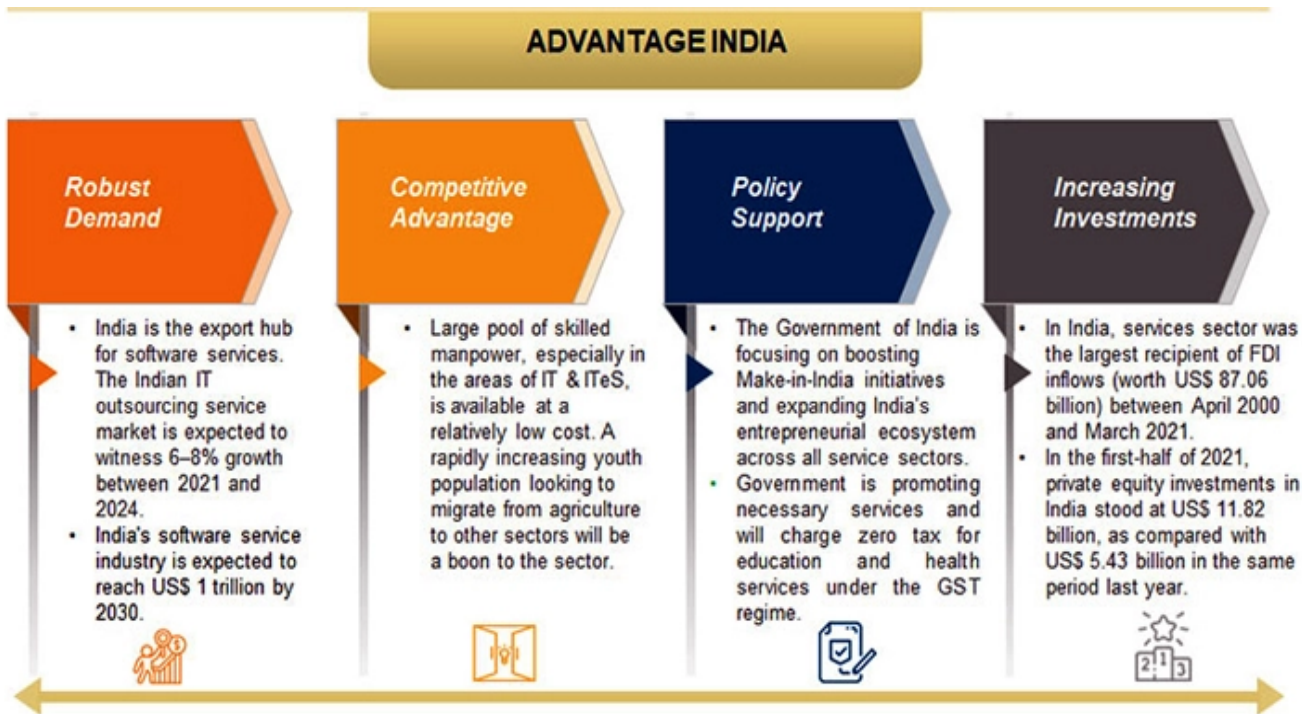 ADVANTAGE INDIA
Robust
Demand
• India is the export hub
for software services.
The Indian IT
outsourcing service
market is expected to
witness 6–8% growth
between 2021 and
2024.
• India's software service
industry is expected to
reach US$ 1 trillion by
2030.
Competitive
Advantage
• Large pool of skilled
manpower, especially in
the areas of IT & ITeS,
is available at a
relatively low cost. A
rapidly increasing youth
population looking to
migrate from agriculture
to other sectors will be
a boon to the sector.
Policy
Support
• The Government of India is
focusing on boosting
Make-in-India initiatives
and expanding India's
entrepreneurial ecosystem
across all service sectors.
• Government is promoting
necessary services and
will charge zero tax for
education and health
services under the GST
regime.
Increasing
Investments
• In India, services sector was
the largest recipient of FDI
inflows (worth US$ 87.06
billion) between April 2000
and March 2021.
• In the first-half of 2021,
private equity investments in
India stood at US$ 11.82
billion, as compared with
US$ 5.43 billion in the same
period last year.
$
2 1 3